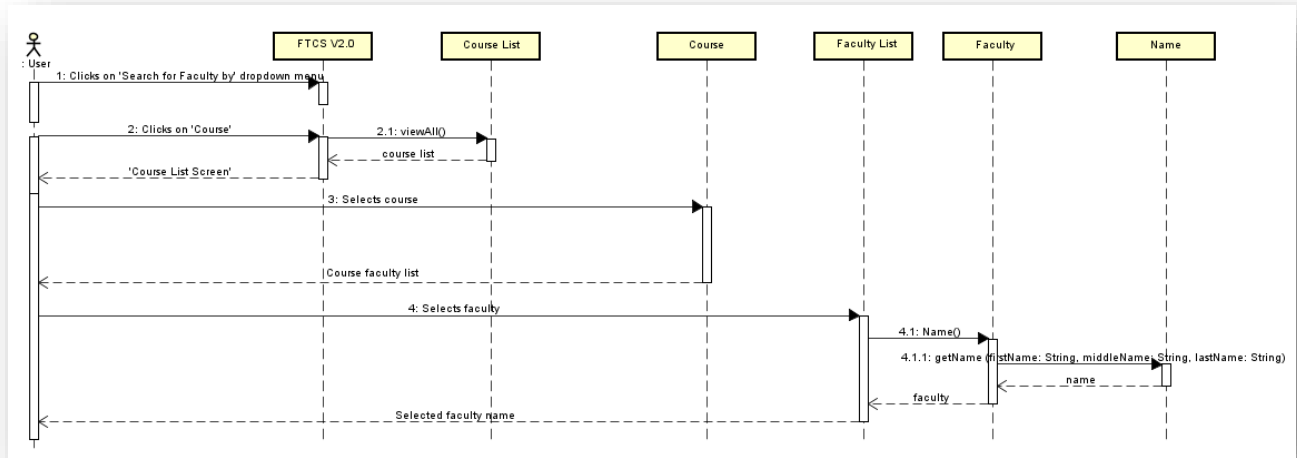 FTCS V2.0
Course List
Course
Faculty List
Faculty
Name
: User
1: Clicks on 'Search for Faculty by' dropdown menu
2: Clicks on 'Course'
2.1: viewAll()
course list
'Course List Screen'
3: Selects course
Course faculty list
4: Selects faculty
4.1: Name()
4.1.1: getName (firstName: String, middleName: String, lastName: String)
name
faculty
Selected faculty name